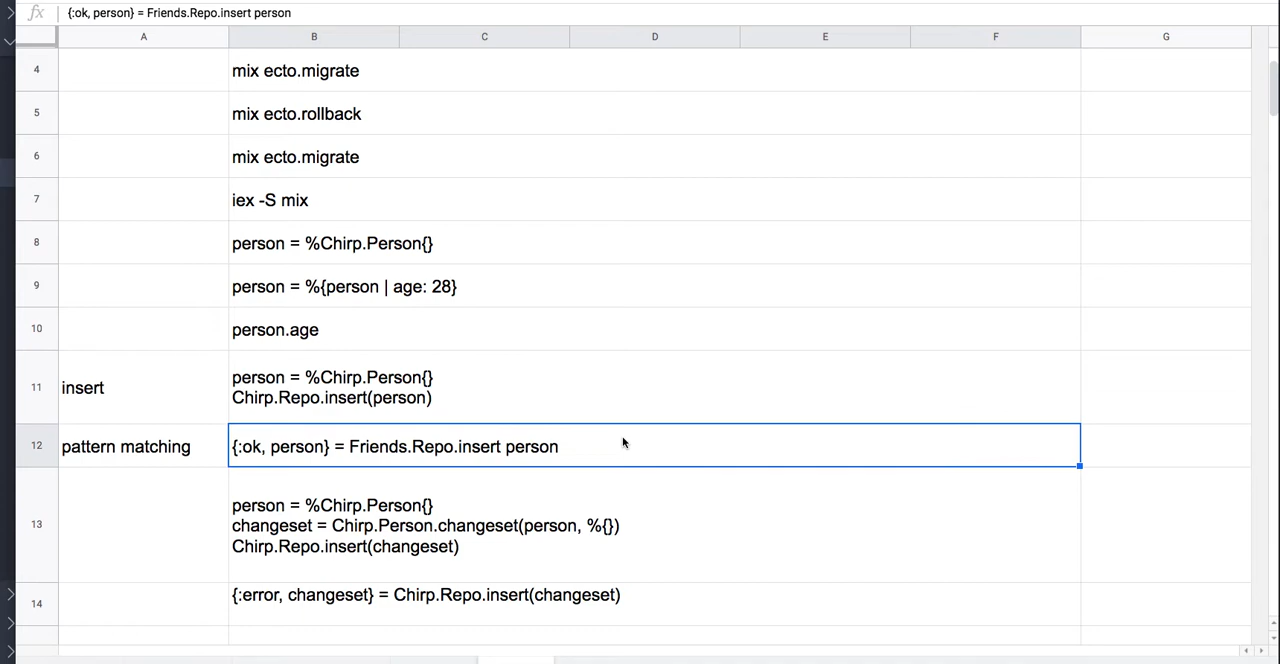 fx {:ok, person} = Friends.Repo.insert person
A B C D E F G
4 mix ecto.migrate
5 mix ecto.rollback
6 mix ecto.migrate
7 iex -S mix
8 person = %Chirp.Person{}
9 person = %{person | age: 28}
10 person.age
11 insert person = %Chirp.Person{}
Chirp.Repo.insert(person)
12 pattern matching {:ok, person} = Friends.Repo.insert person
13 person = %Chirp.Person{}
changeset = Chirp.Person.changeset(person, %{})
Chirp.Repo.insert(changeset)
14 {:error, changeset} = Chirp.Repo.insert(changeset)